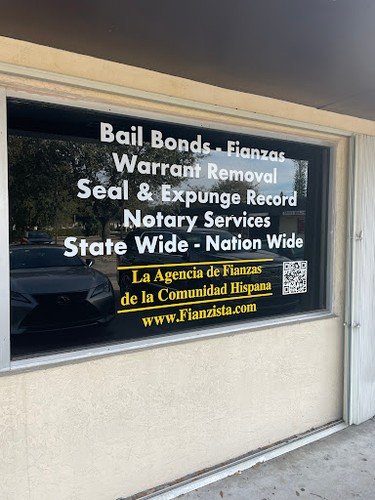 Bail Bonds - Fianzas
Warrant Removal
Seal & Expunge Record
Notary Services
State Wide - Nation Wide
La Agencia de Fianzas
de la Comunidad Hispana
www.Fianzista.com